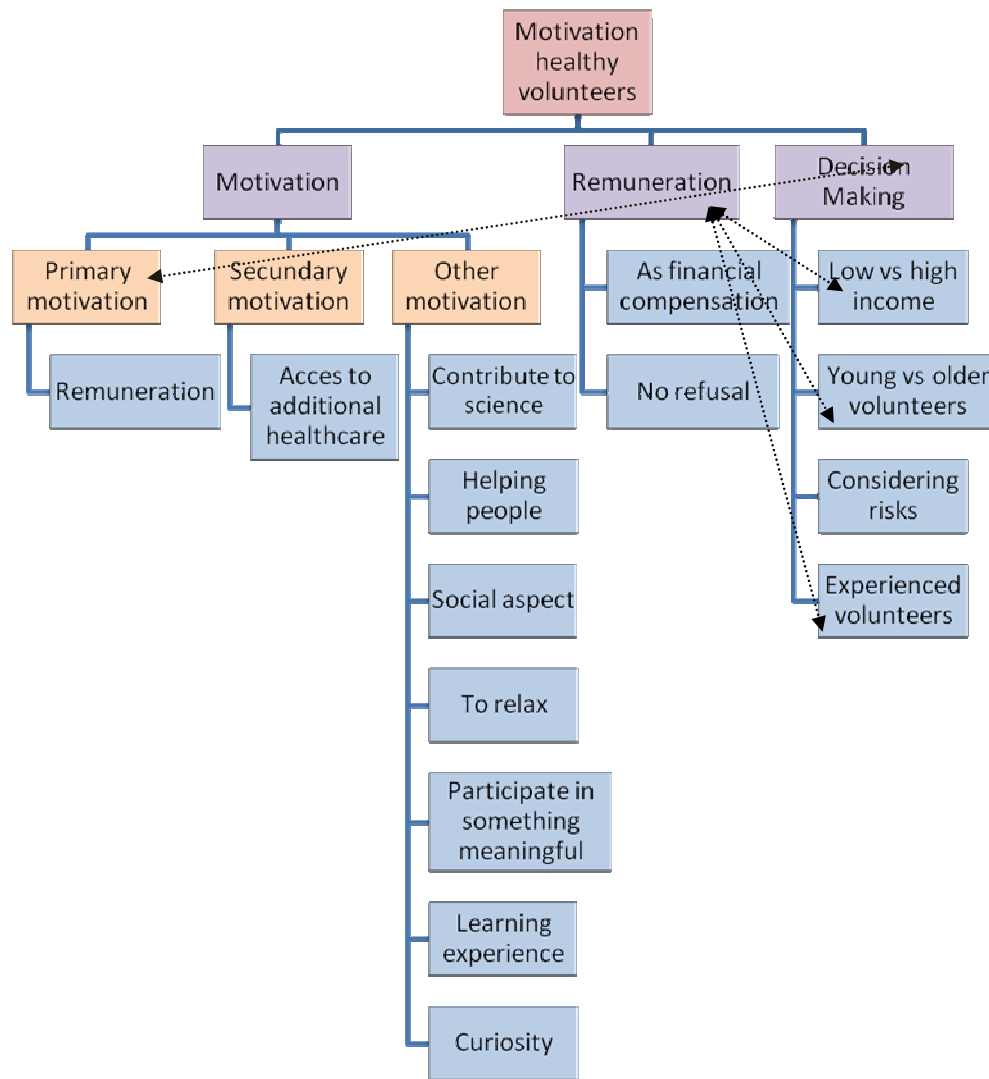 Motivation
healthy
volunteers
Motivation
Remuneration
Decision
Making
Primary
motivation
Secundary
motivation
Other
motivation
As financial
compensation
Low vs high
income
Remuneration
Acces to
additional
healthcare
Contribute to
science
No refusal
Young vs older
volunteers
Helping
people
Considering
risks
Social aspect
Experienced
volunteers
To relax
Participate in
something
meaningful
Learning
experience
Curiosity